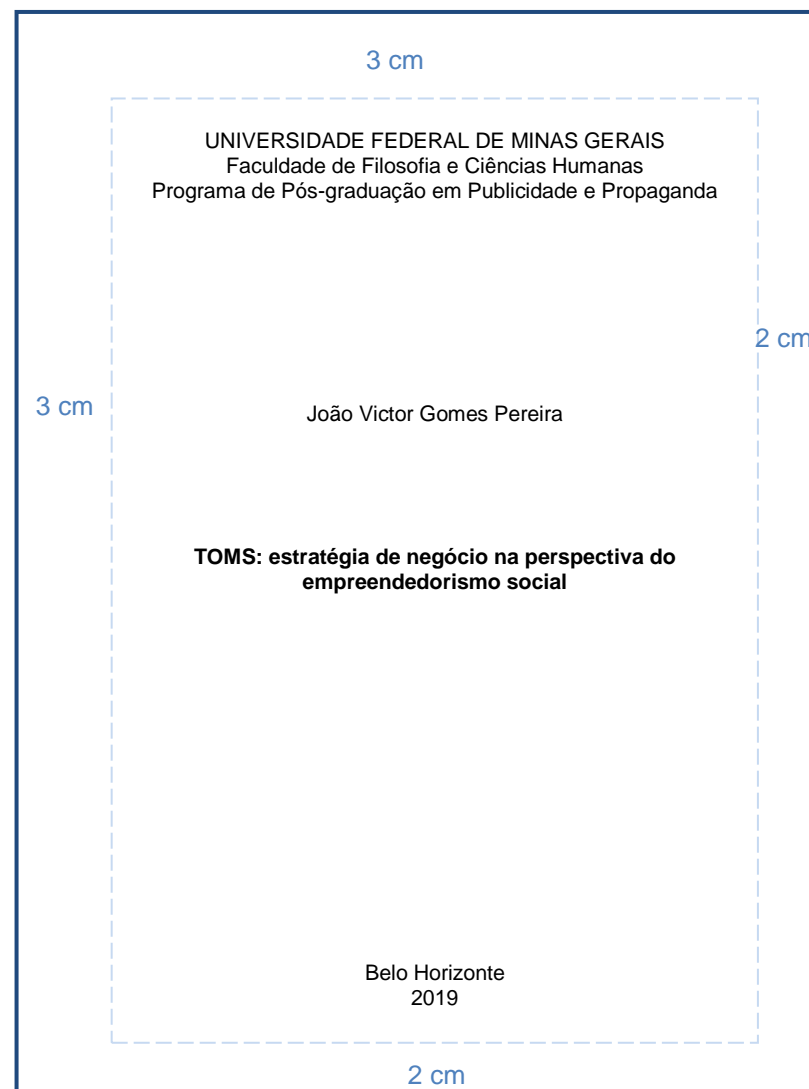 3 cm
UNIVERSIDADE FEDERAL DE MINAS GERAIS
Faculdade de Filosofia e Ciências Humanas
Programa de Pós-graduação em Publicidade e Propaganda
2 cm
3 cm
João Victor Gomes Pereira
TOMS: estratégia de negócio na perspectiva do
empreendedorismo social
Belo Horizonte
2019
2 cm